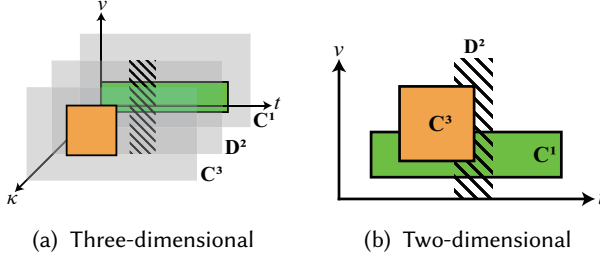 v
t
C¹
D²
C³
κ
(a) Three-dimensional
v
D²
C³
C¹
t
(b) Two-dimensional